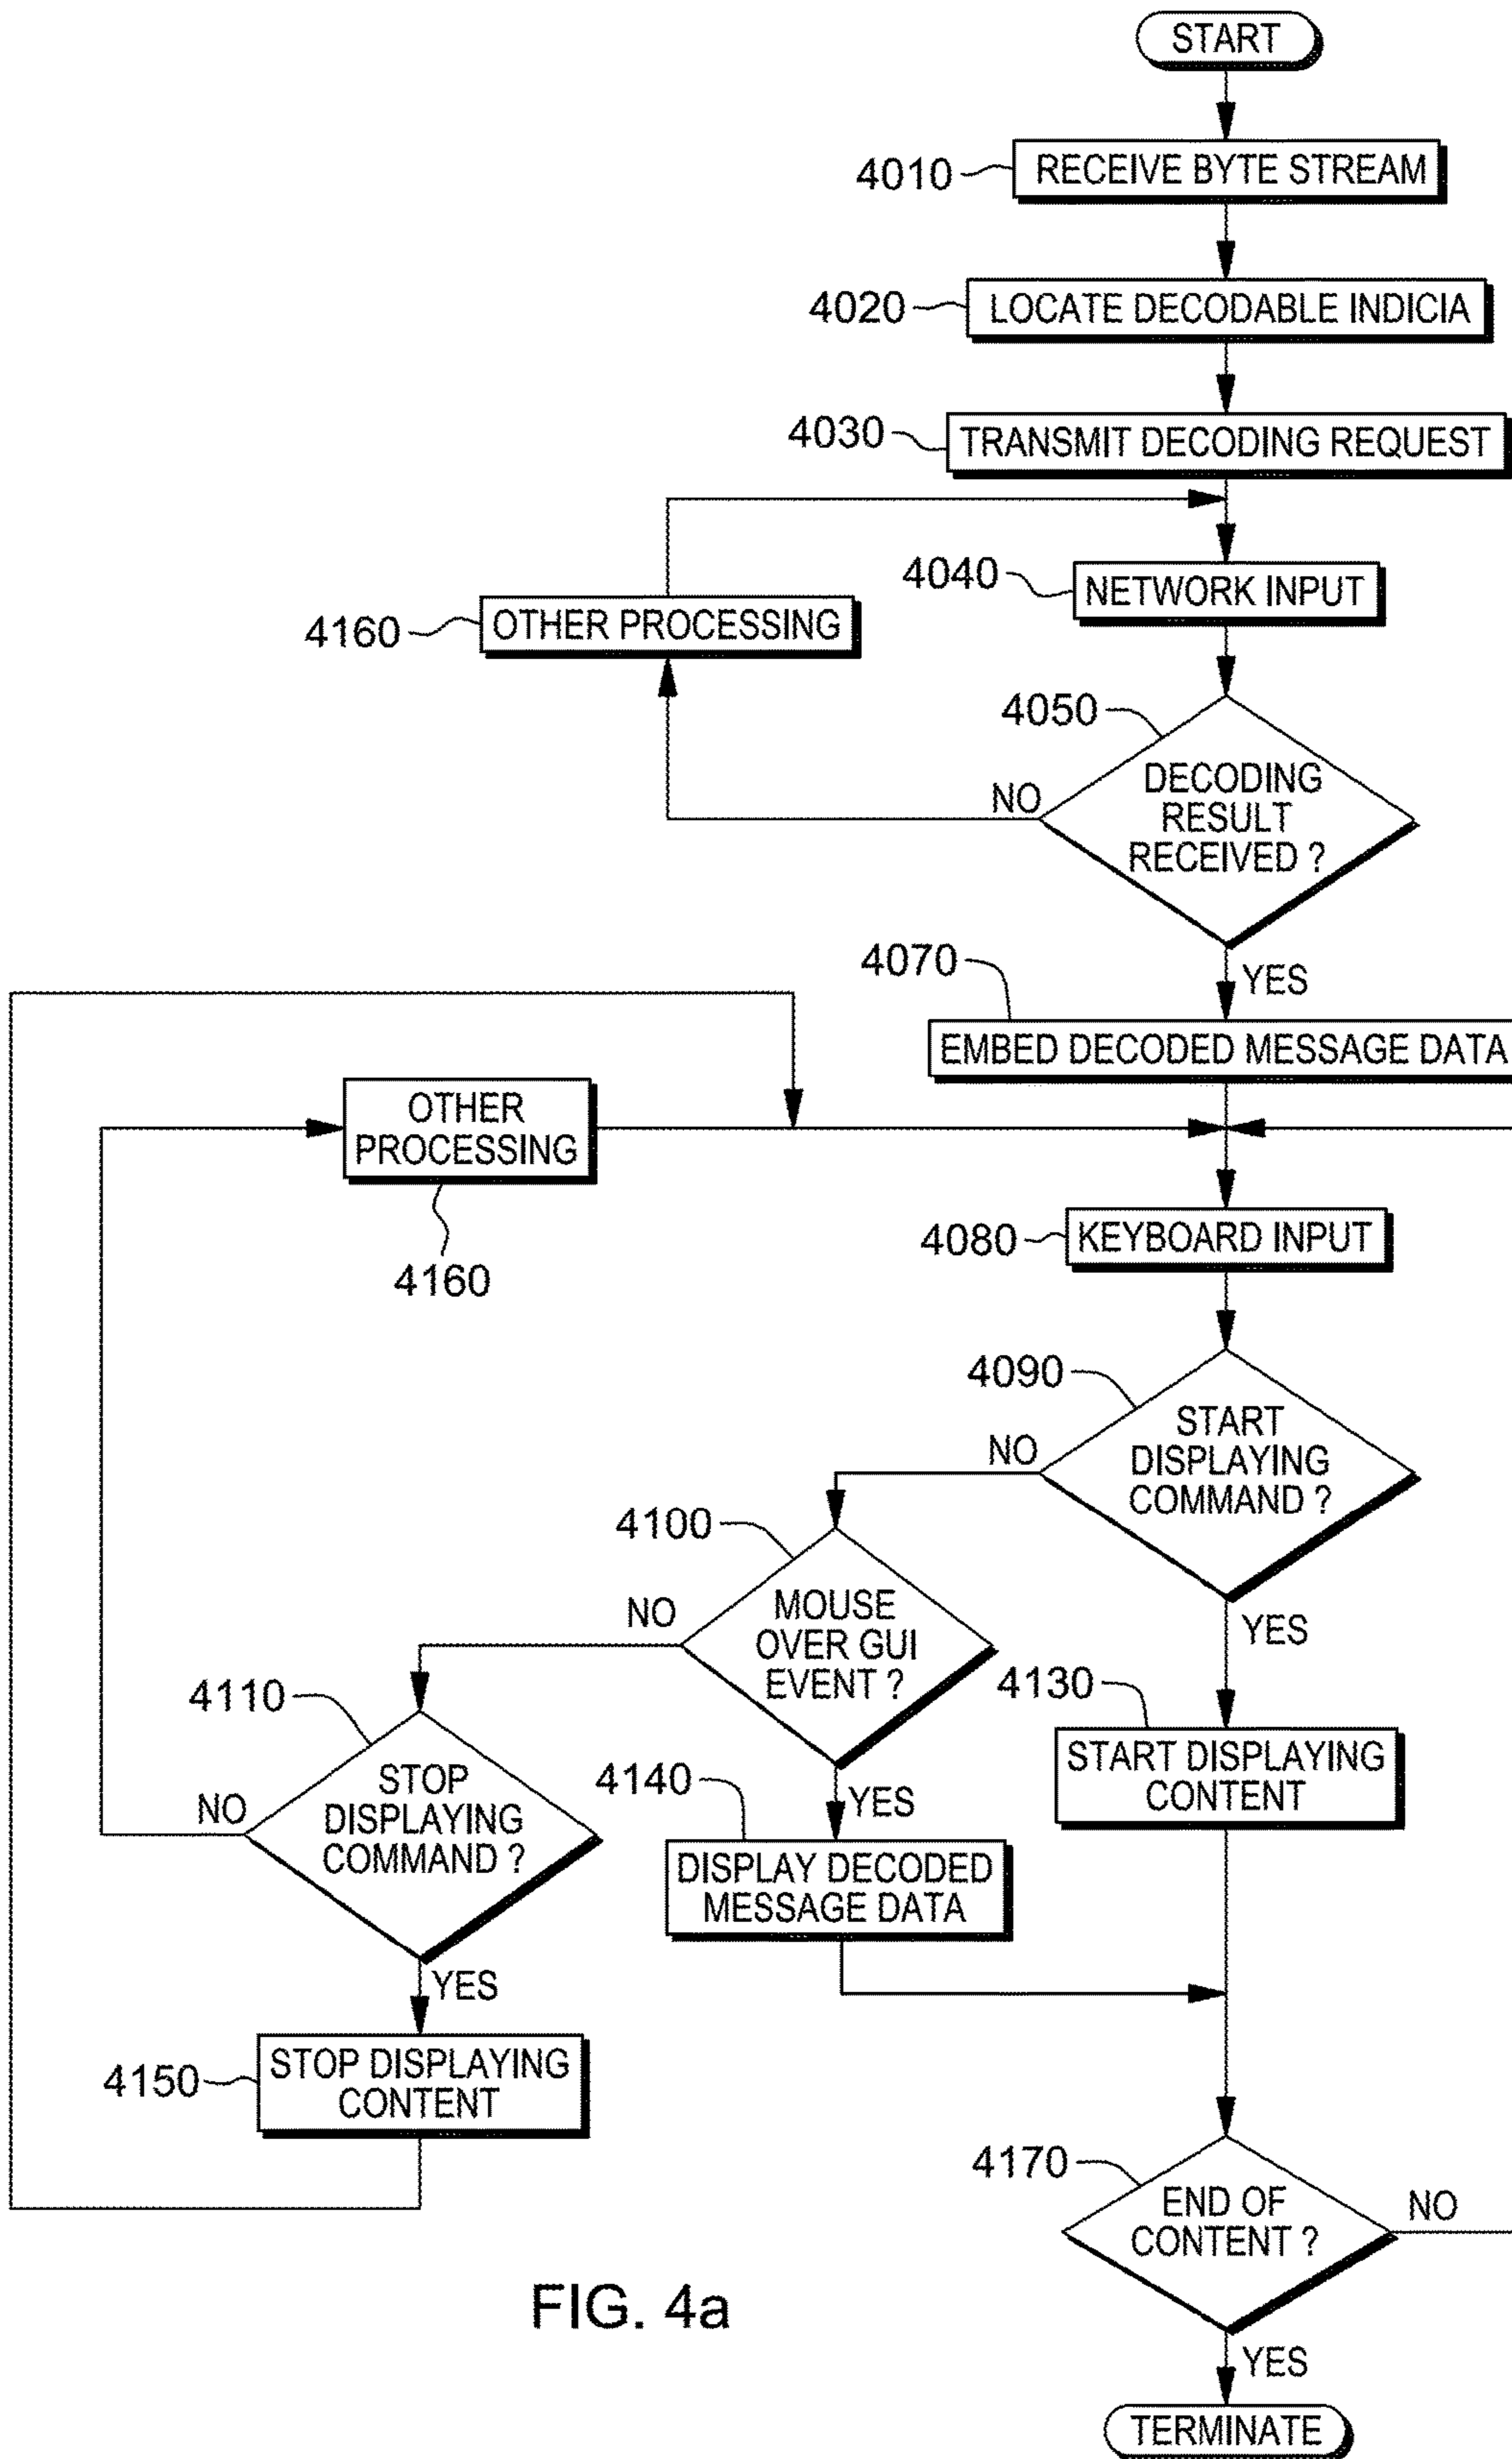 START
4010
RECEIVE BYTE STREAM
4020
LOCATE DECODABLE INDICIA
4030
TRANSMIT DECODING REQUEST
4040
NETWORK INPUT
4160
OTHER PROCESSING
4050
DECODING
RESULT
RECEIVED ?
NO
YES
4070
EMBED DECODED MESSAGE DATA
OTHER
PROCESSING
4160
4080
KEYBOARD INPUT
4090
START
DISPLAYING
COMMAND ?
NO
YES
4100
MOUSE
OVER GUI
EVENT ?
NO
YES
4130
START DISPLAYING
CONTENT
4110
STOP
DISPLAYING
COMMAND ?
NO
YES
4140
DISPLAY DECODED
MESSAGE DATA
4150
STOP DISPLAYING
CONTENT
4170
END OF
CONTENT ?
NO
YES
TERMINATE
FIG. 4a